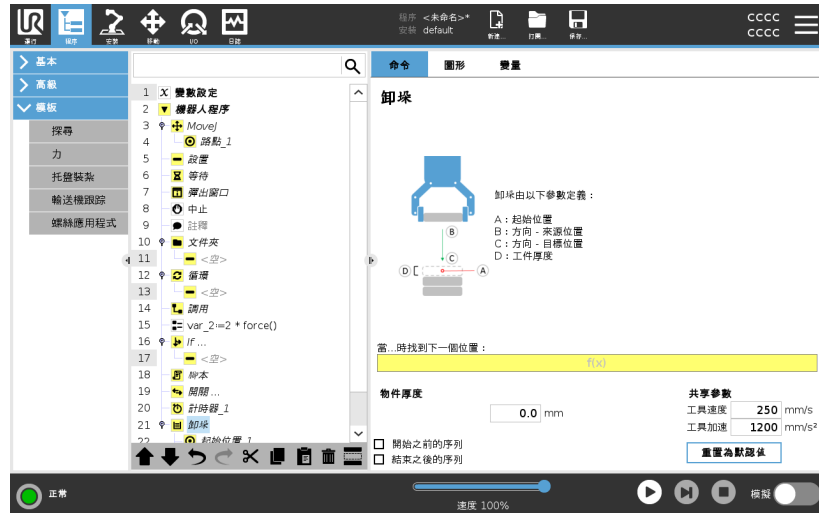 運行
程序
安裝
移動
I/O
日誌
程序 <未命名>*
安裝 default
新建...
打開...
保存...
cccc
cccc
基本
高級
模板
探尋
力
托盤裝紮
輸送機跟踪
螺絲應用程式
1 X 變數設定
2 機器人程序
3 MoveJ
4 路點_1
5 設置
6 等待
7 彈出窗口
8 中止
9 註釋
10 文件夾
11 <空>
12 循環
13 <空>
14 調用
15 var_2≔2 * force()
16 If ...
17 <空>
18 腳本
19 開關 ...
20 計時器_1
21 卸垛
22 起始位置_1
命令
圖形
變量
卸垛
卸垛由以下參數定義：
A：起始位置
B：方向 - 來源位置
C：方向 - 目標位置
D：工件厚度
B
C
D
A
當...時找到下一個位置：
f(x)
物件厚度
0.0 mm
共享參數
工具速度 250 mm/s
工具加速 1200 mm/s²
重置為默認值
開始之前的序列
結束之後的序列
正常
速度 100%
模擬